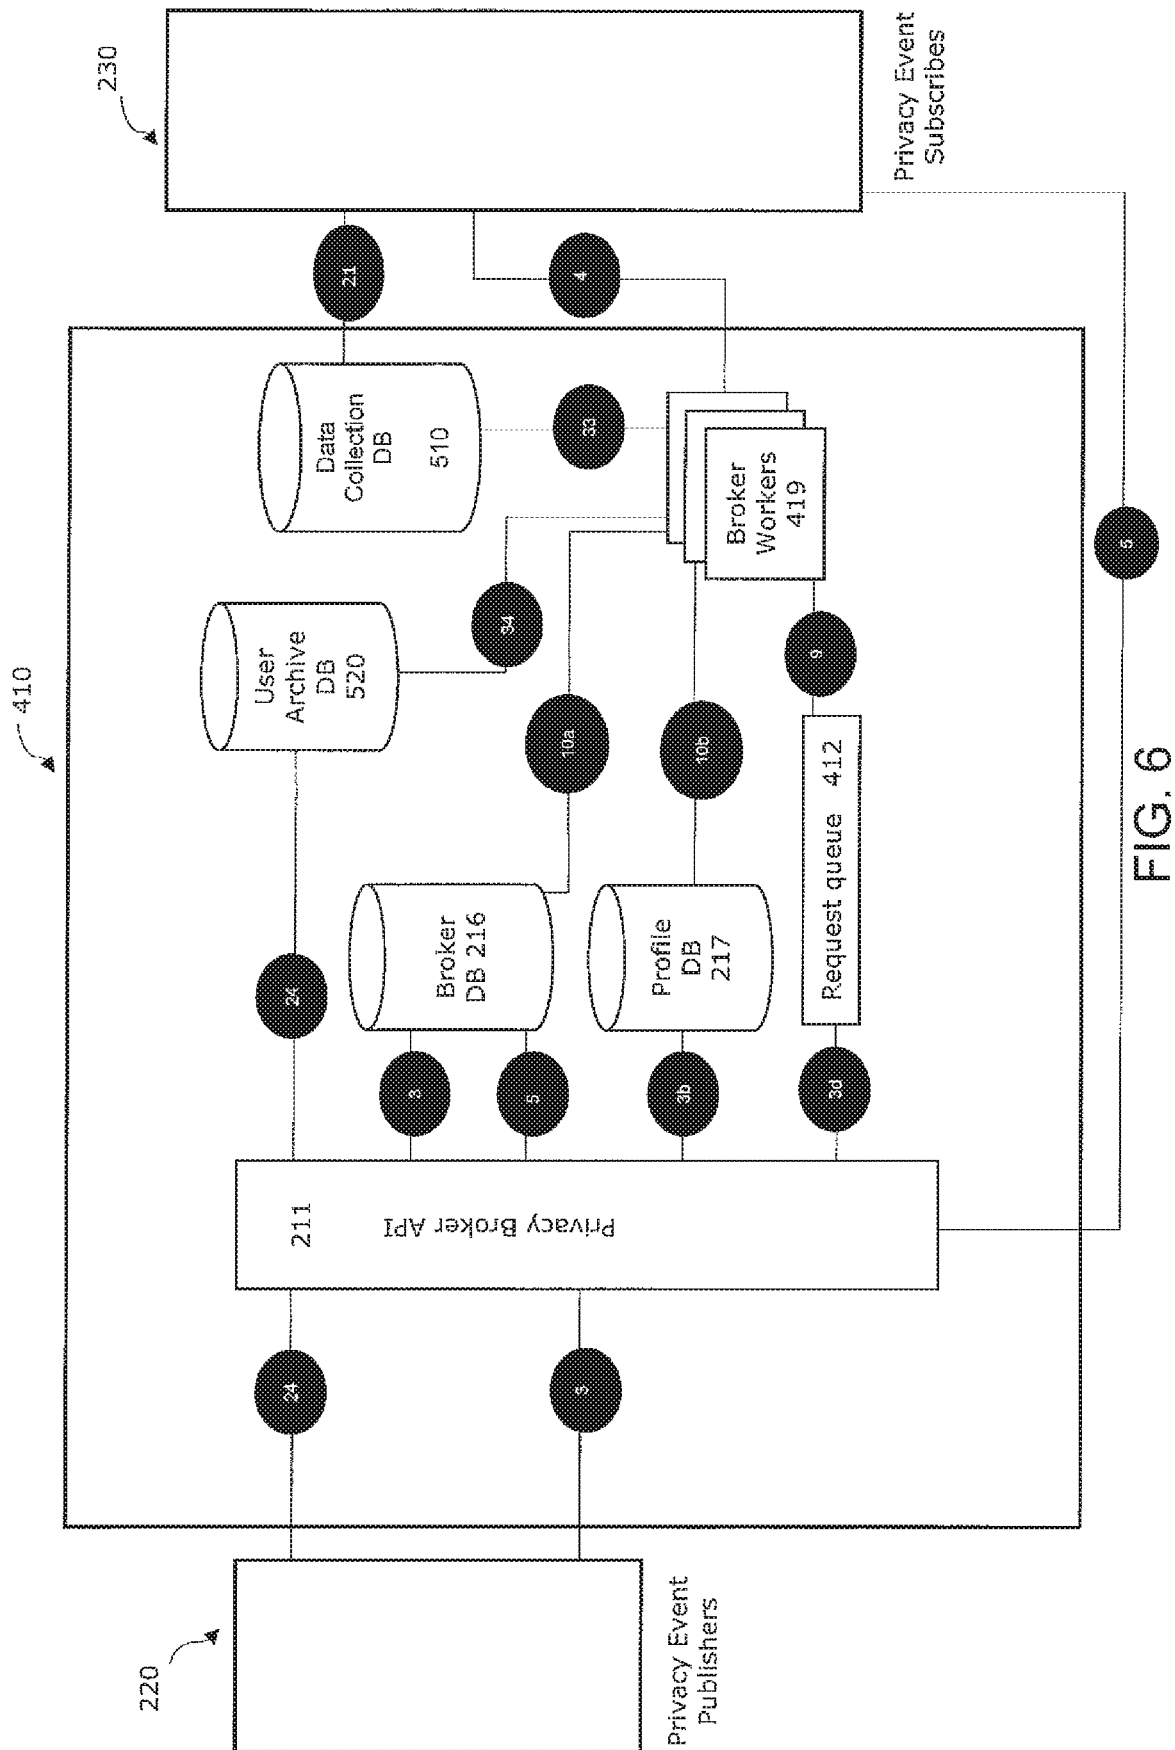 410
220
Privacy Event
Publishers
24
5
211
Privacy Broker API
24
3
5
3b
3d
Broker
DB 216
Profile
DB
217
Request queue 412
User
Archive
DB
520
10a
10b
9
34
Data
Collection
DB
510
33
Broker
Workers
419
21
4
5
230
Privacy Event
Subscribes
FIG. 6